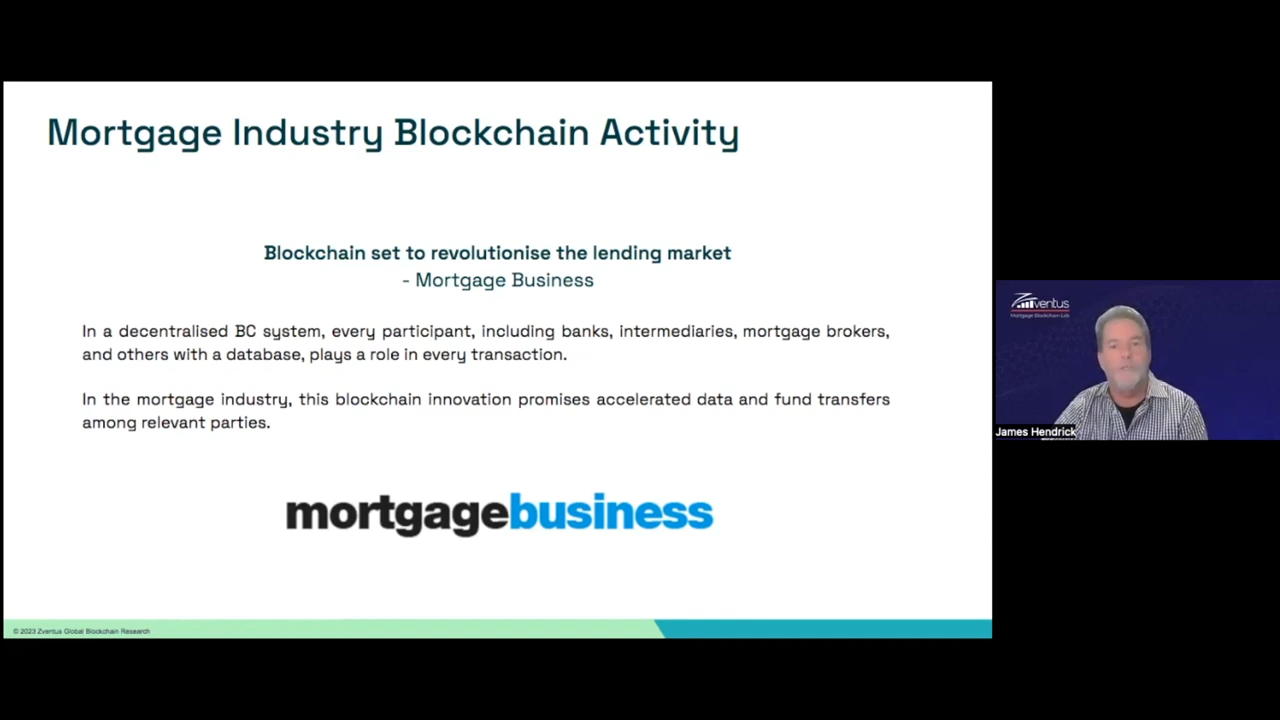 Mortgage Industry Blockchain Activity
Blockchain set to revolutionise the lending market
- Mortgage Business
In a decentralised BC system, every participant, including banks, intermediaries, mortgage brokers,
and others with a database, plays a role in every transaction.
In the mortgage industry, this blockchain innovation promises accelerated data and fund transfers
among relevant parties.
mortgagebusiness
© 2023 Zventus Global Blockchain Research
Zventus
Mortgage Blockchain Lab
James Hendrick